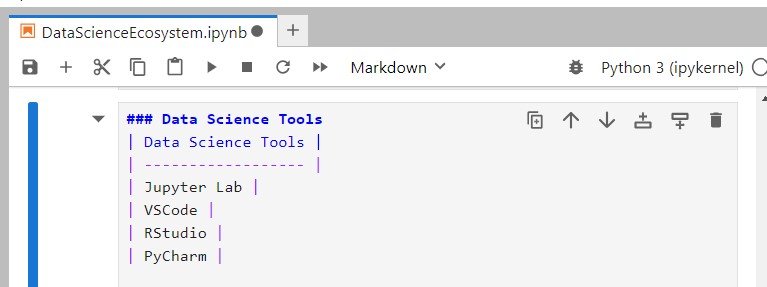 DataScienceEcosystem.ipynb
Markdown Python 3 (ipykernel)
### Data Science Tools
| Data Science Tools |
| ------------------ |
| Jupyter Lab |
| VSCode |
| RStudio |
| PyCharm |